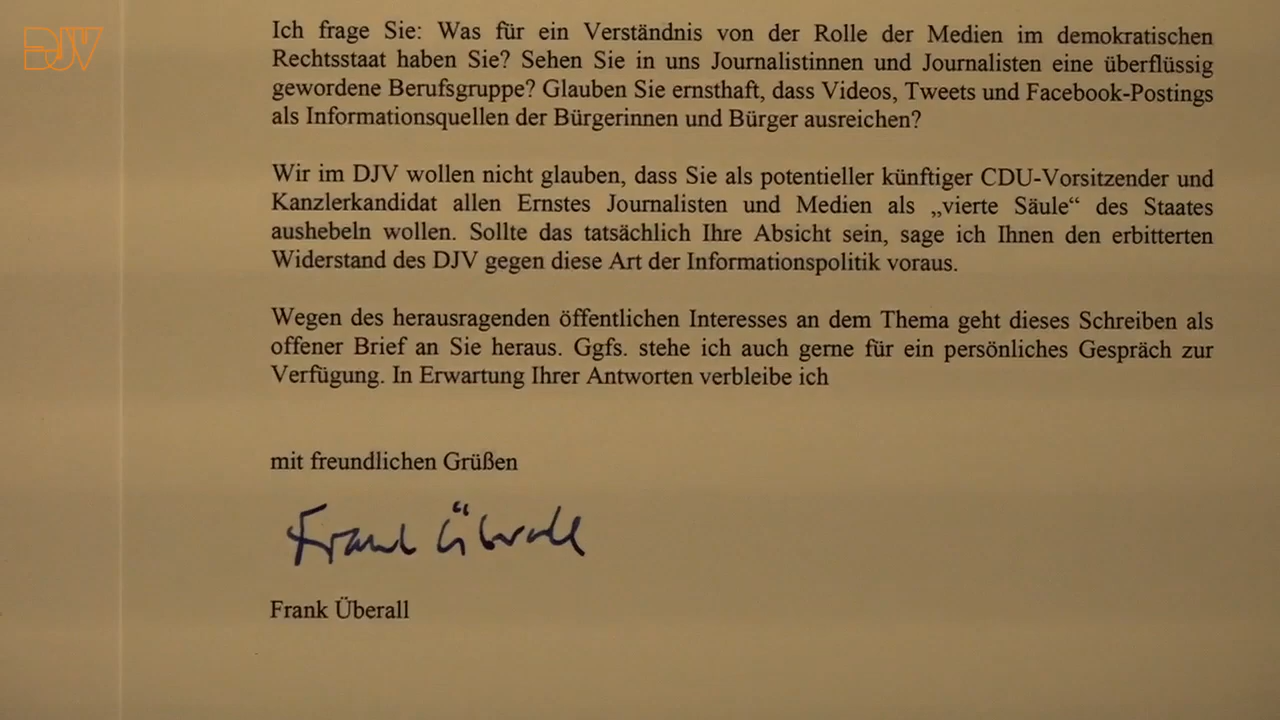 DJV
Ich frage Sie: Was für ein Verständnis von der Rolle der Medien im demokratischen
Rechtsstaat haben Sie? Sehen Sie in uns Journalistinnen und Journalisten eine überflüssig
gewordene Berufsgruppe? Glauben Sie ernsthaft, dass Videos, Tweets und Facebook-Postings
als Informationsquellen der Bürgerinnen und Bürger ausreichen?
Wir im DJV wollen nicht glauben, dass Sie als potentieller künftiger CDU-Vorsitzender und
Kanzlerkandidat allen Ernstes Journalisten und Medien als „vierte Säule“ des Staates
aushebeln wollen. Sollte das tatsächlich Ihre Absicht sein, sage ich Ihnen den erbitterten
Widerstand des DJV gegen diese Art der Informationspolitik voraus.
Wegen des herausragenden öffentlichen Interesses an dem Thema geht dieses Schreiben als
offener Brief an Sie heraus. Ggfs. stehe ich auch gerne für ein persönliches Gespräch zur
Verfügung. In Erwartung Ihrer Antworten verbleibe ich
mit freundlichen Grüßen
Frank Überall
Frank Überall